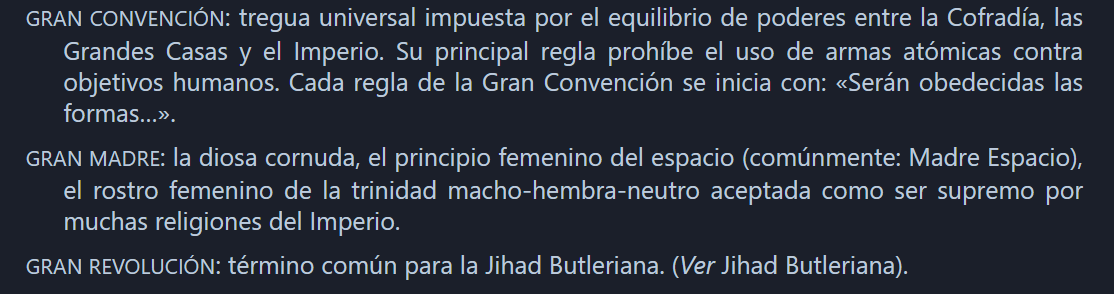 GRAN CONVENCIÓN: tregua universal impuesta por el equilibrio de poderes entre la Cofradía, las
Grandes Casas y el Imperio. Su principal regla prohíbe el uso de armas atómicas contra
objetivos humanos. Cada regla de la Gran Convención se inicia con: «Serán obedecidas las
formas...».
GRAN MADRE: la diosa cornuda, el principio femenino del espacio (comúnmente: Madre Espacio),
el rostro femenino de la trinidad macho-hembra-neutro aceptada como ser supremo por
muchas religiones del Imperio.
GRAN REVOLUCIÓN: término común para la Jihad Butleriana. (Ver Jihad Butleriana).